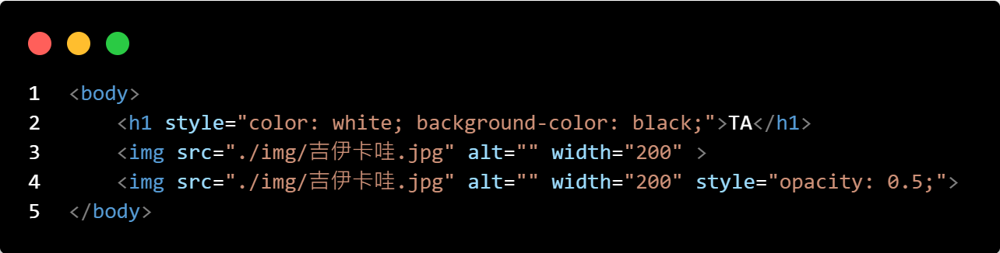 1 <body>
2     <h1 style="color: white; background-color: black;">TA</h1>
3     <img src="./img/吉伊卡哇.jpg" alt="" width="200" >
4     <img src="./img/吉伊卡哇.jpg" alt="" width="200" style="opacity: 0.5;">
5 </body>